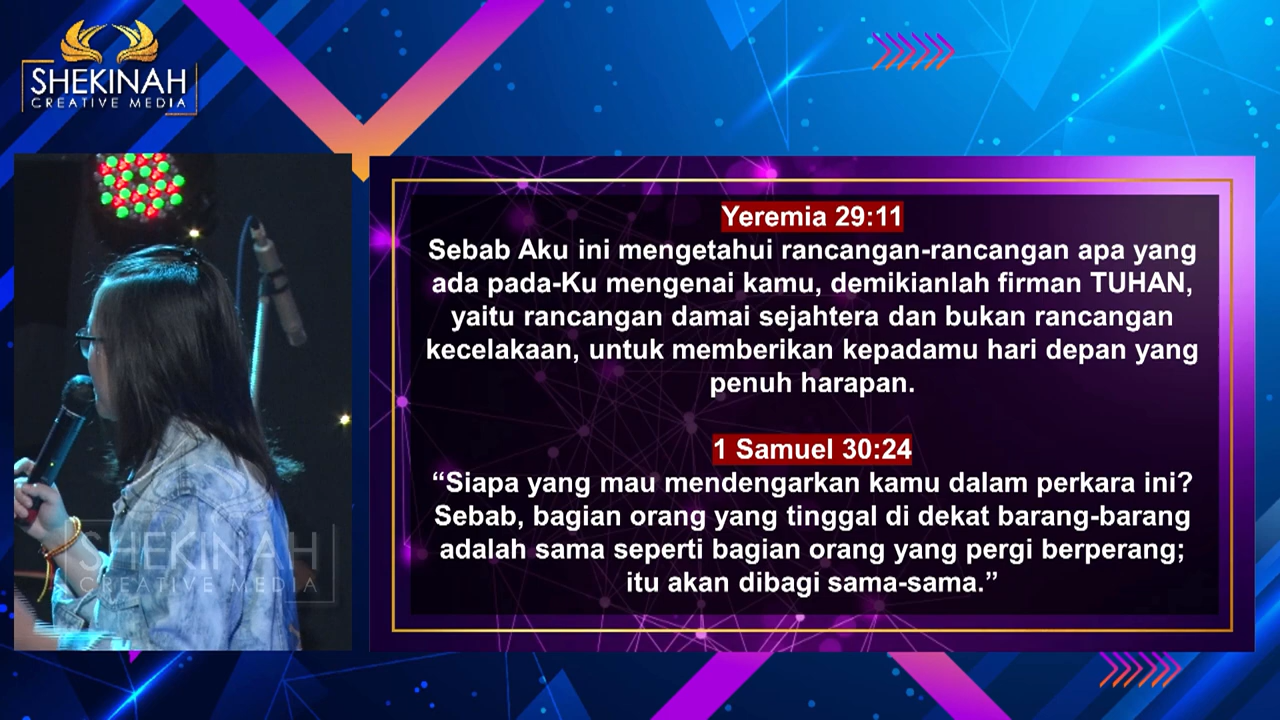 SHEKINAH
CREATIVE MEDIA
Yeremia 29:11
Sebab Aku ini mengetahui rancangan-rancangan apa yang
ada pada-Ku mengenai kamu, demikianlah firman TUHAN,
yaitu rancangan damai sejahtera dan bukan rancangan
kecelakaan, untuk memberikan kepadamu hari depan yang
penuh harapan.
1 Samuel 30:24
“Siapa yang mau mendengarkan kamu dalam perkara ini?
Sebab, bagian orang yang tinggal di dekat barang-barang
adalah sama seperti bagian orang yang pergi berperang;
itu akan dibagi sama-sama.”
SHEKINAH
CREATIVE MEDIA